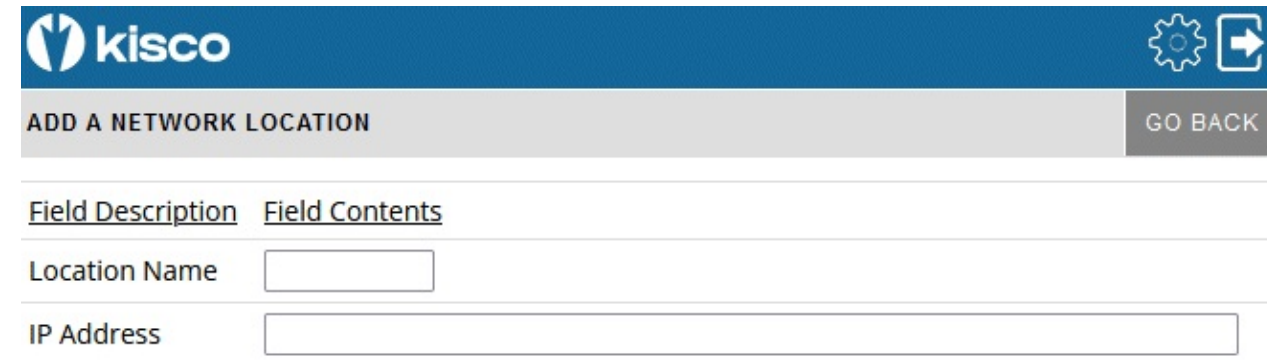 kisco
ADD A NETWORK LOCATION GO BACK
Field Description Field Contents
Location Name
IP Address